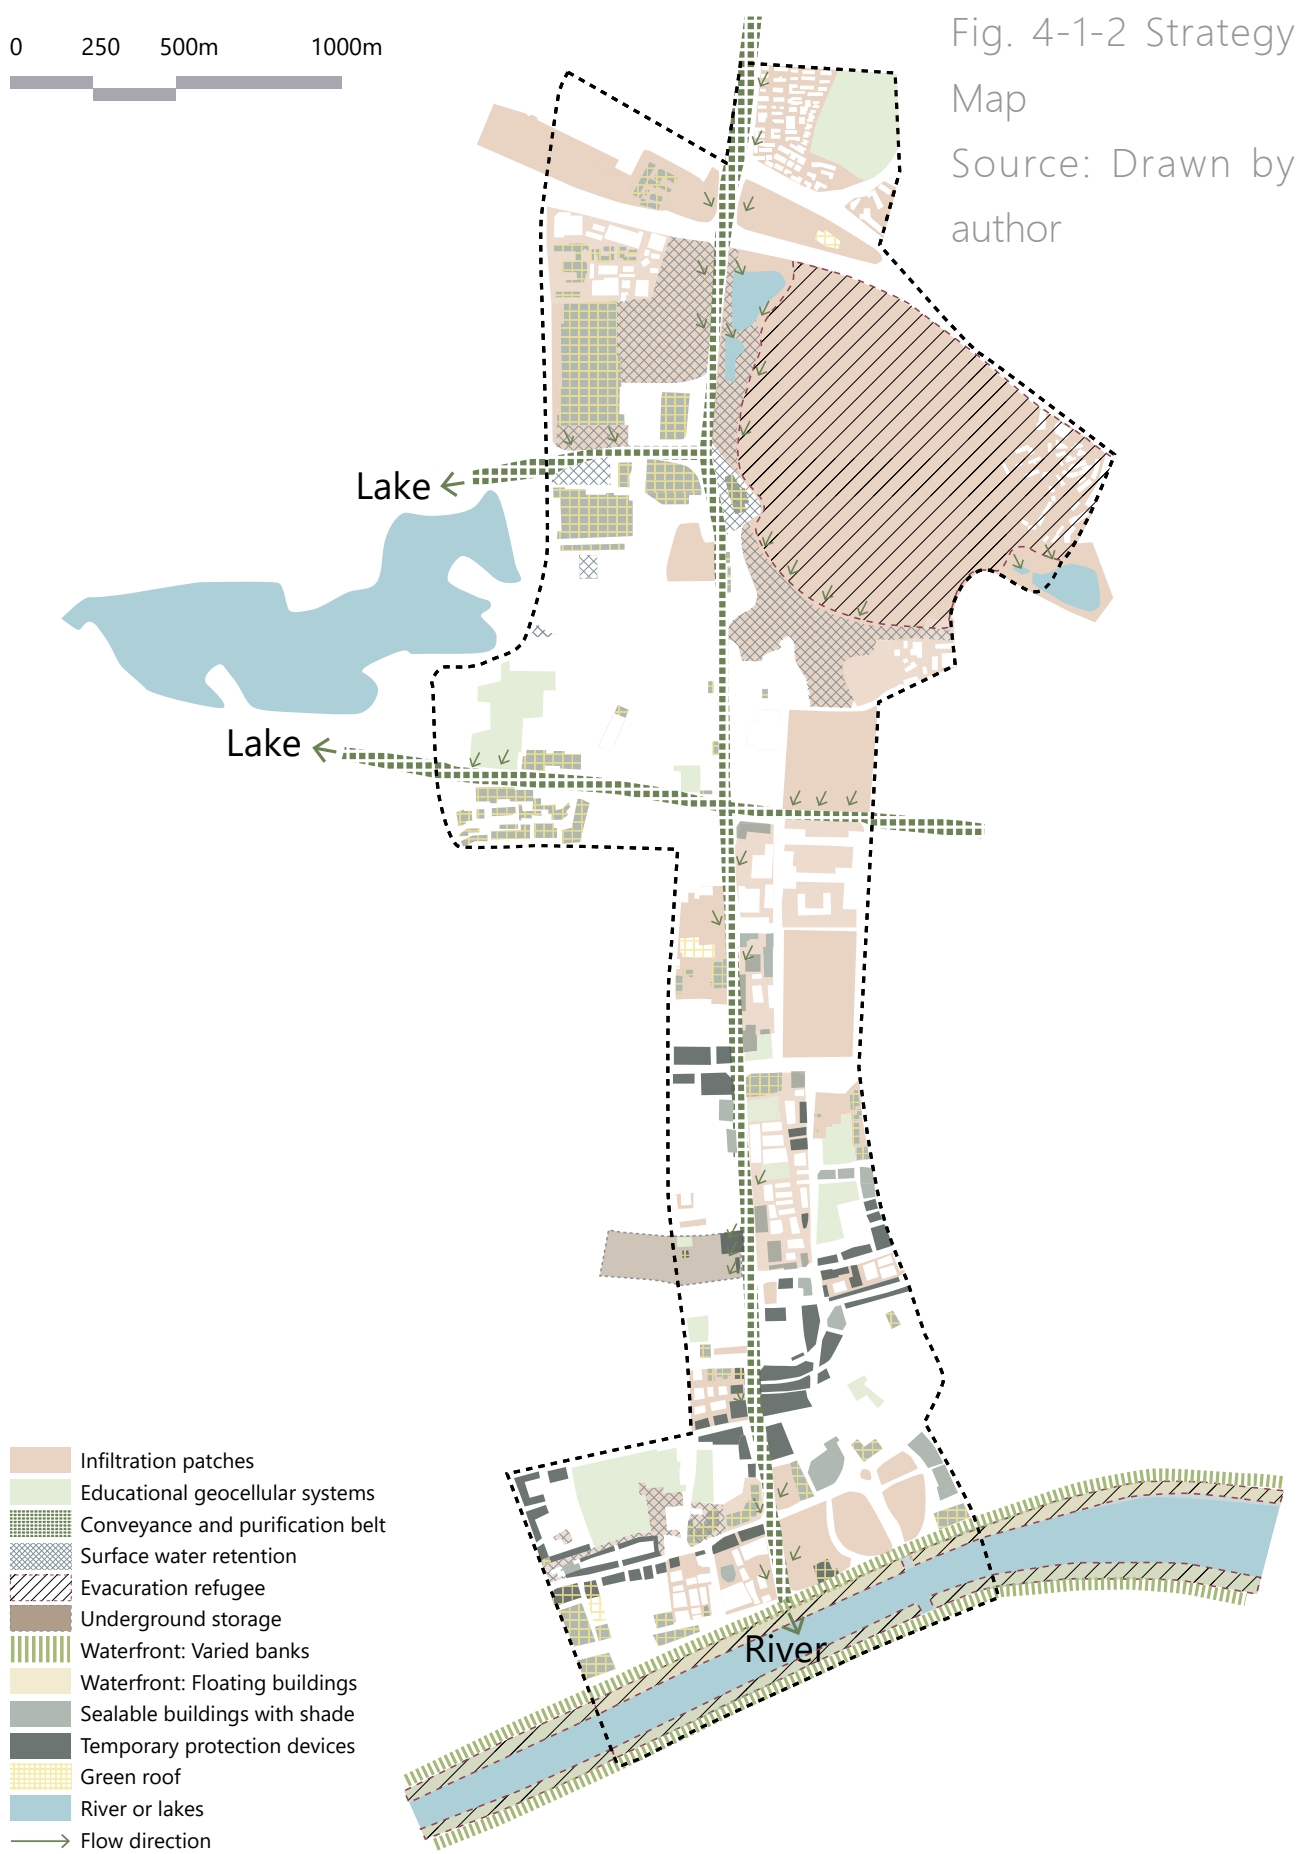 0 250 500m 1000m
Fig. 4-1-2 Strategy
Map
Source: Drawn by
author
Lake
Lake
River
Infiltration patches
Educational geocellular systems
Conveyance and purification belt
Surface water retention
Evacuration refugee
Underground storage
Waterfront: Varied banks
Waterfront: Floating buildings
Sealable buildings with shade
Temporary protection devices
Green roof
River or lakes
Flow direction